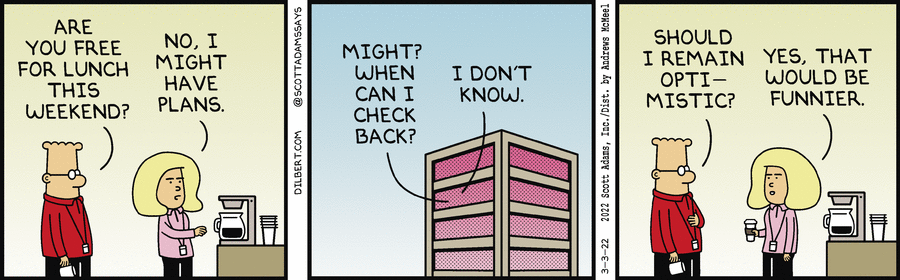 ARE
YOU FREE
FOR LUNCH
THIS
WEEKEND?
NO, I
MIGHT
HAVE
PLANS.
DILBERT.COM @SCOTTADAMSSAYS
MIGHT?
WHEN
CAN I
CHECK
BACK?
I DON'T
KNOW.
3-3-22 2022 Scott Adams, Inc./Dist. by Andrews McMeel
SHOULD
I REMAIN
OPTI-
MISTIC?
YES, THAT
WOULD BE
FUNNIER.